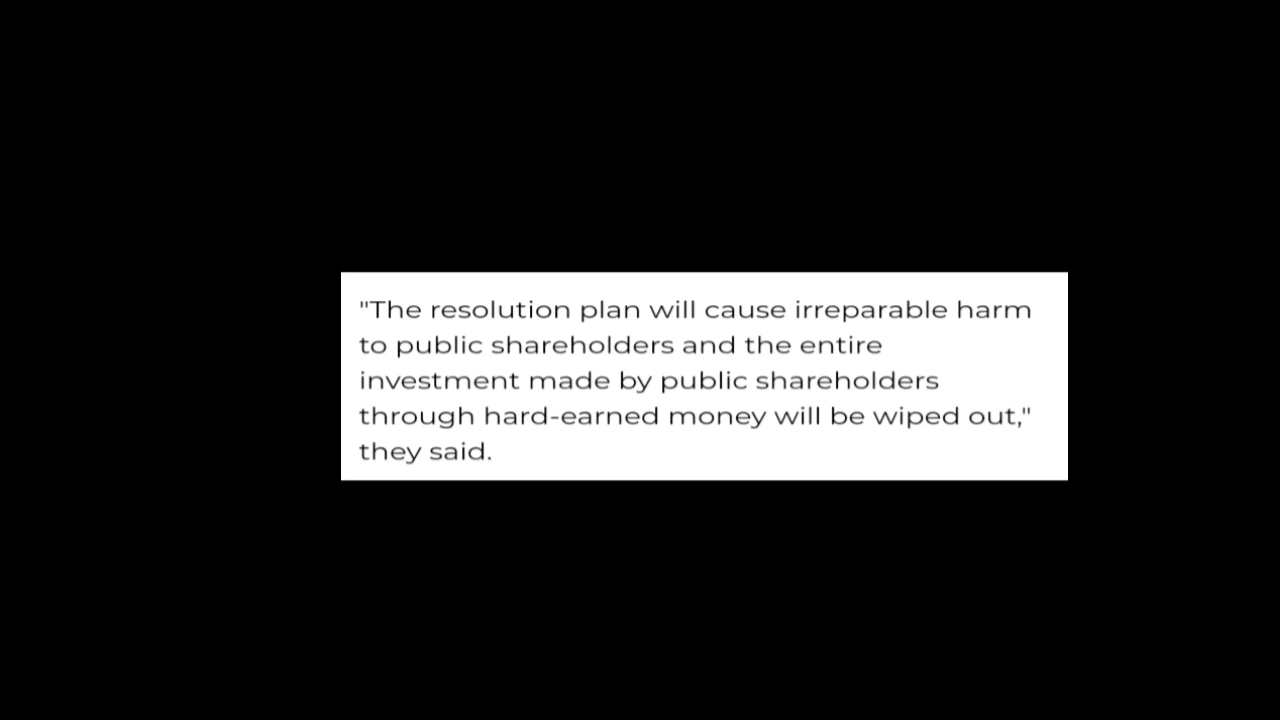 "The resolution plan will cause irreparable harm
to public shareholders and the entire
investment made by public shareholders
through hard-earned money will be wiped out,"
they said.